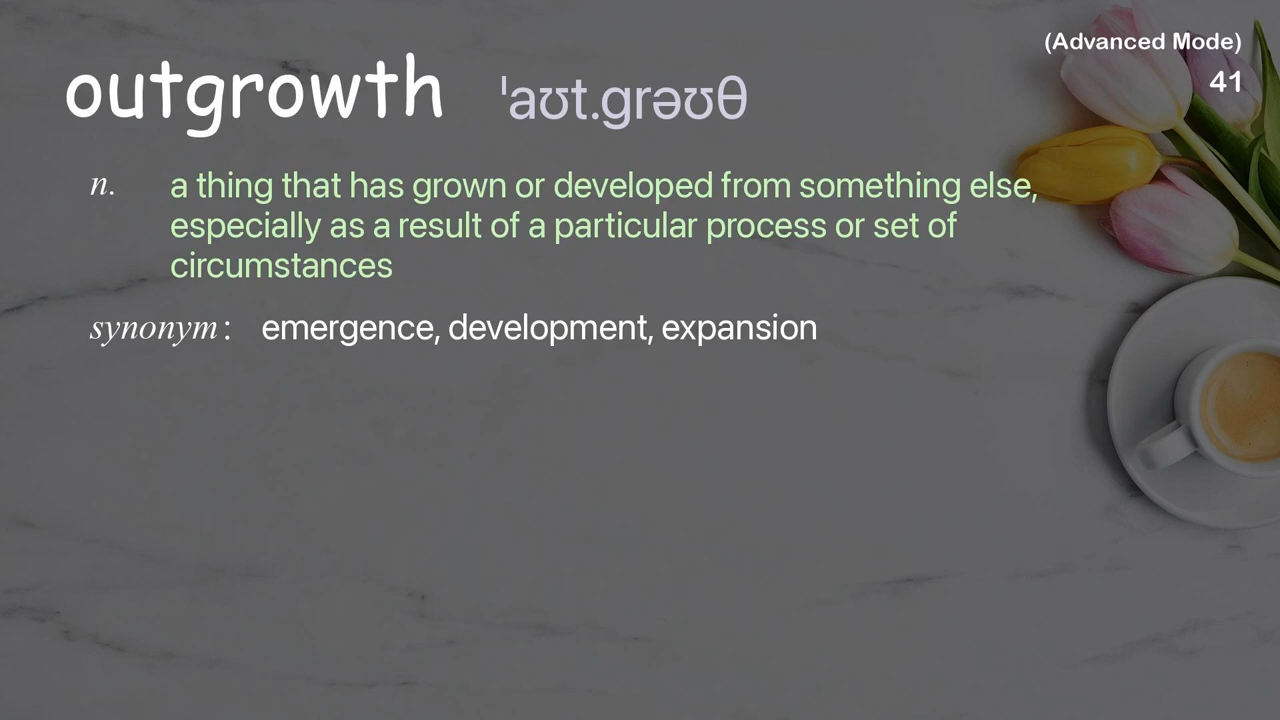 (Advanced Mode)
41
outgrowth ˈaʊt.grəʊθ
n. a thing that has grown or developed from something else,
especially as a result of a particular process or set of
circumstances
synonym: emergence, development, expansion